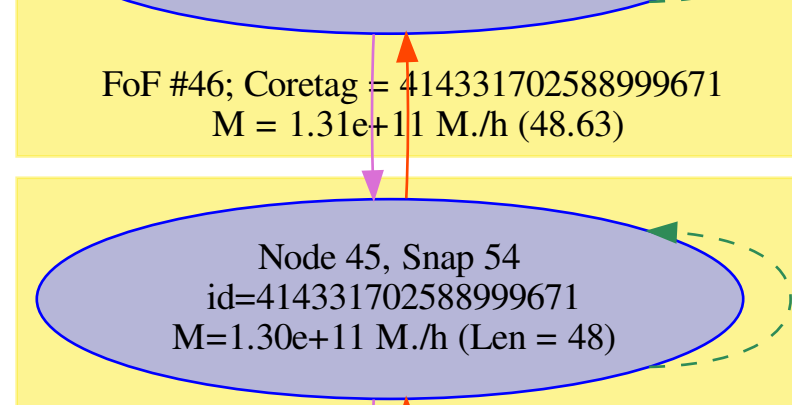 FoF #46; Coretag = 414331702588999671
M = 1.31e+11 M./h (48.63)
Node 45, Snap 54
id=414331702588999671
M=1.30e+11 M./h (Len = 48)